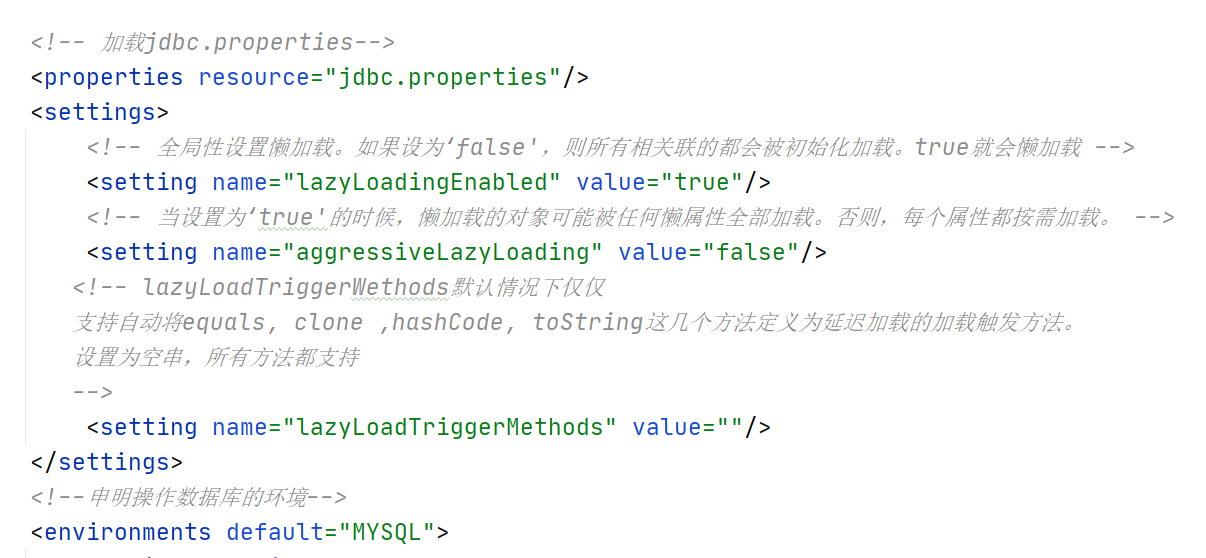 <!-- 加载jdbc.properties-->
<properties resource="jdbc.properties"/>
<settings>
<!-- 全局性设置懒加载。如果设为‘false'，则所有相关联的都会被初始化加载。true就会懒加载 -->
<setting name="lazyLoadingEnabled" value="true"/>
<!-- 当设置为‘true'的时候，懒加载的对象可能被任何懒属性全部加载。否则，每个属性都按需加载。 -->
<setting name="aggressiveLazyLoading" value="false"/>
<!-- lazyLoadTriggerWethods默认情况下仅仅
支持自动将equals, clone ,hashCode, toString这几个方法定义为延迟加载的加载触发方法。
设置为空串，所有方法都支持
-->
<setting name="lazyLoadTriggerMethods" value=""/>
</settings>
<!--申明操作数据库的环境-->
<environments default="MYSQL">